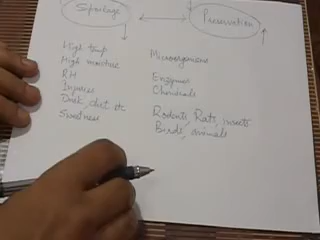 Spoilage
Preservation
High temp
High moisture
RH
Injuries
Dust, dirt etc
Sweetness
Microorganisms
Enzymes
Chemicals
Rodents, Rats, insects
Birds, animals